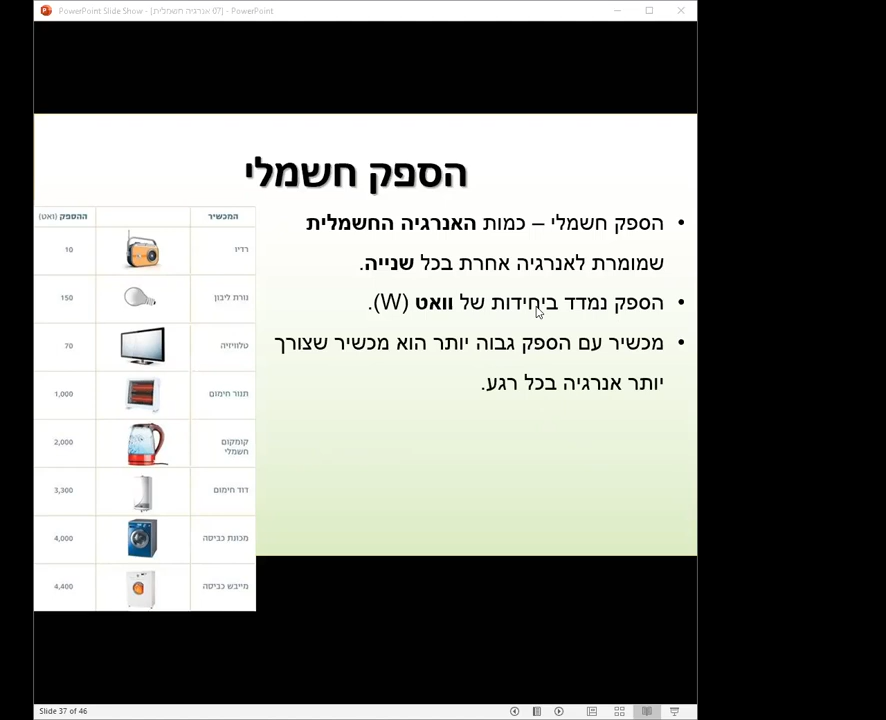 PowerPoint Slide Show - [07 אנרגיה חשמלית] - PowerPoint
הספק חשמלי
• הספק חשמלי – כמות האנרגיה החשמלית
שמומרת לאנרגיה אחרת בכל שנייה.
• הספק נמדד ביחידות של וואט (W).
• מכשיר עם הספק גבוה יותר הוא מכשיר שצורך
יותר אנרגיה בכל רגע.
המכשיר ההספק (ואט)
רדיו 10
נורת ליבון 150
טלוויזיה 70
תנור חימום 1,000
קומקום
חשמלי 2,000
דוד חימום 3,300
מכונת כביסה 4,000
מייבש כביסה 4,400
Slide 37 of 46